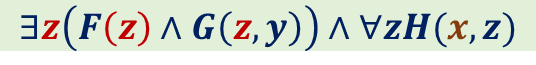 ∃z(F(z) ∧ G(z, y)) ∧ ∀zH(x, z)